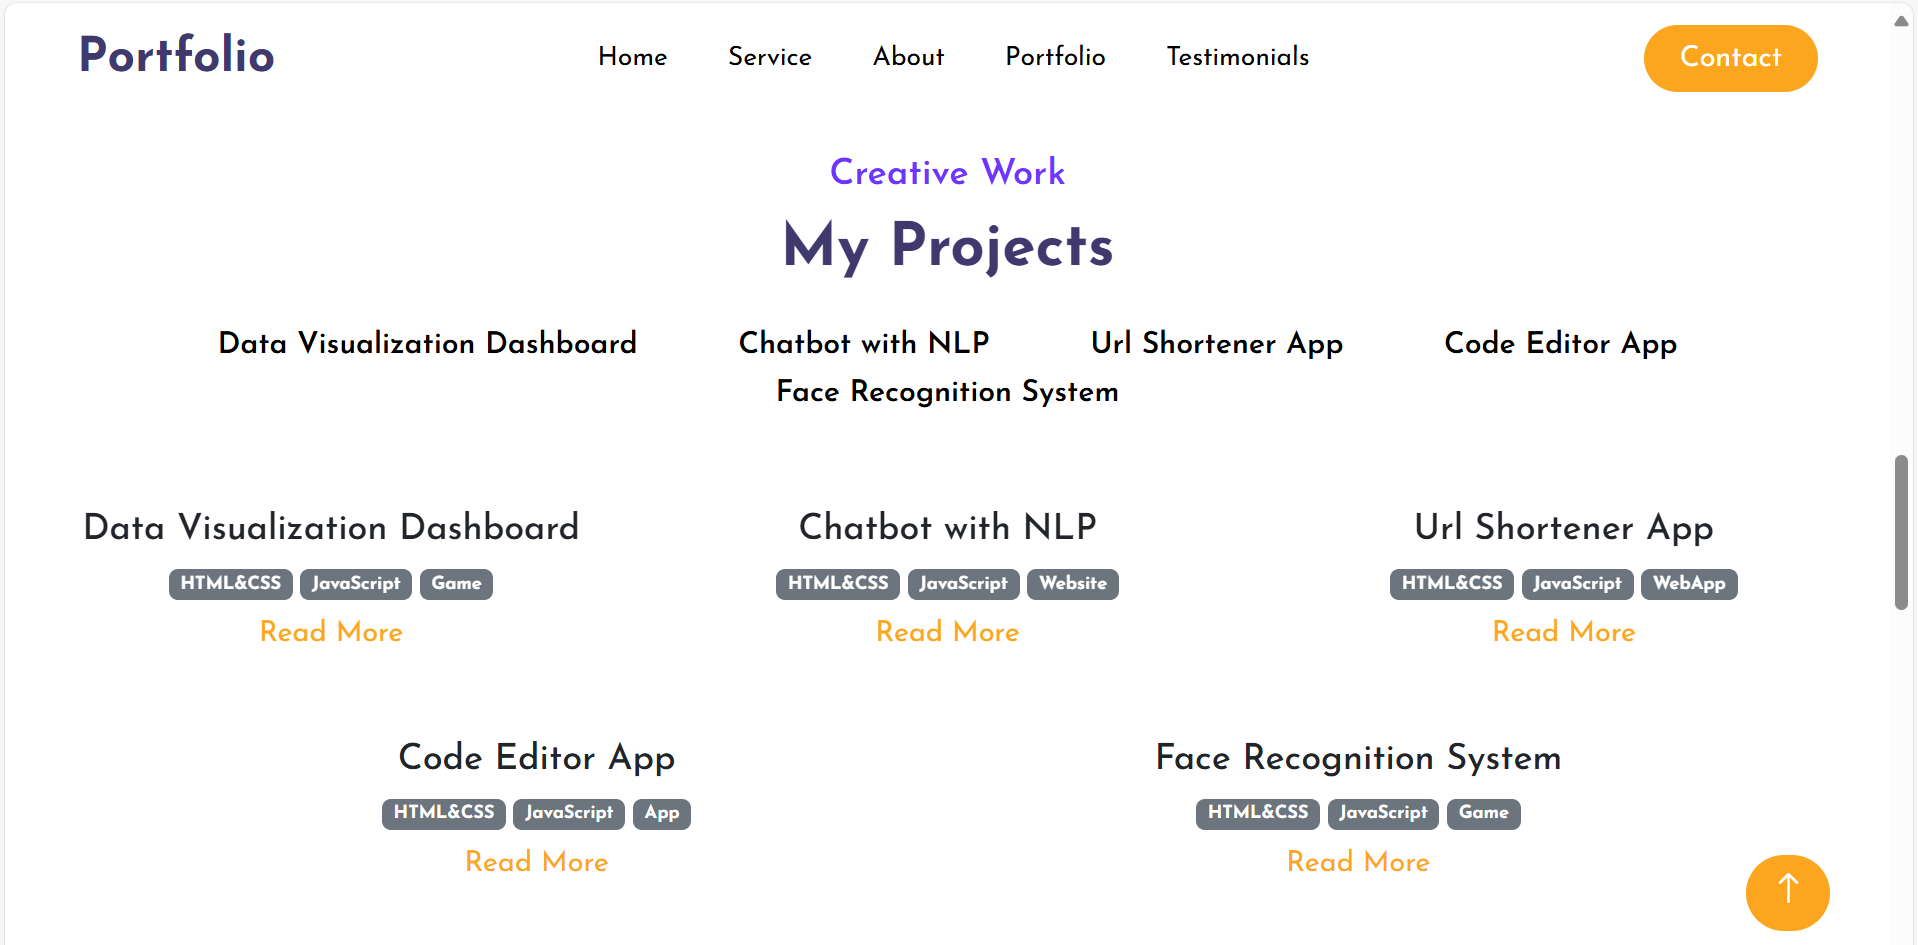 Portfolio Home Service About Portfolio Testimonials Contact
Creative Work
My Projects
Data Visualization Dashboard Chatbot with NLP Url Shortener App Code Editor App
Face Recognition System
Data Visualization Dashboard Chatbot with NLP Url Shortener App
HTML&CSS JavaScript Game HTML&CSS JavaScript Website HTML&CSS JavaScript WebApp
Read More Read More Read More
Code Editor App Face Recognition System
HTML&CSS JavaScript App HTML&CSS JavaScript Game
Read More Read More